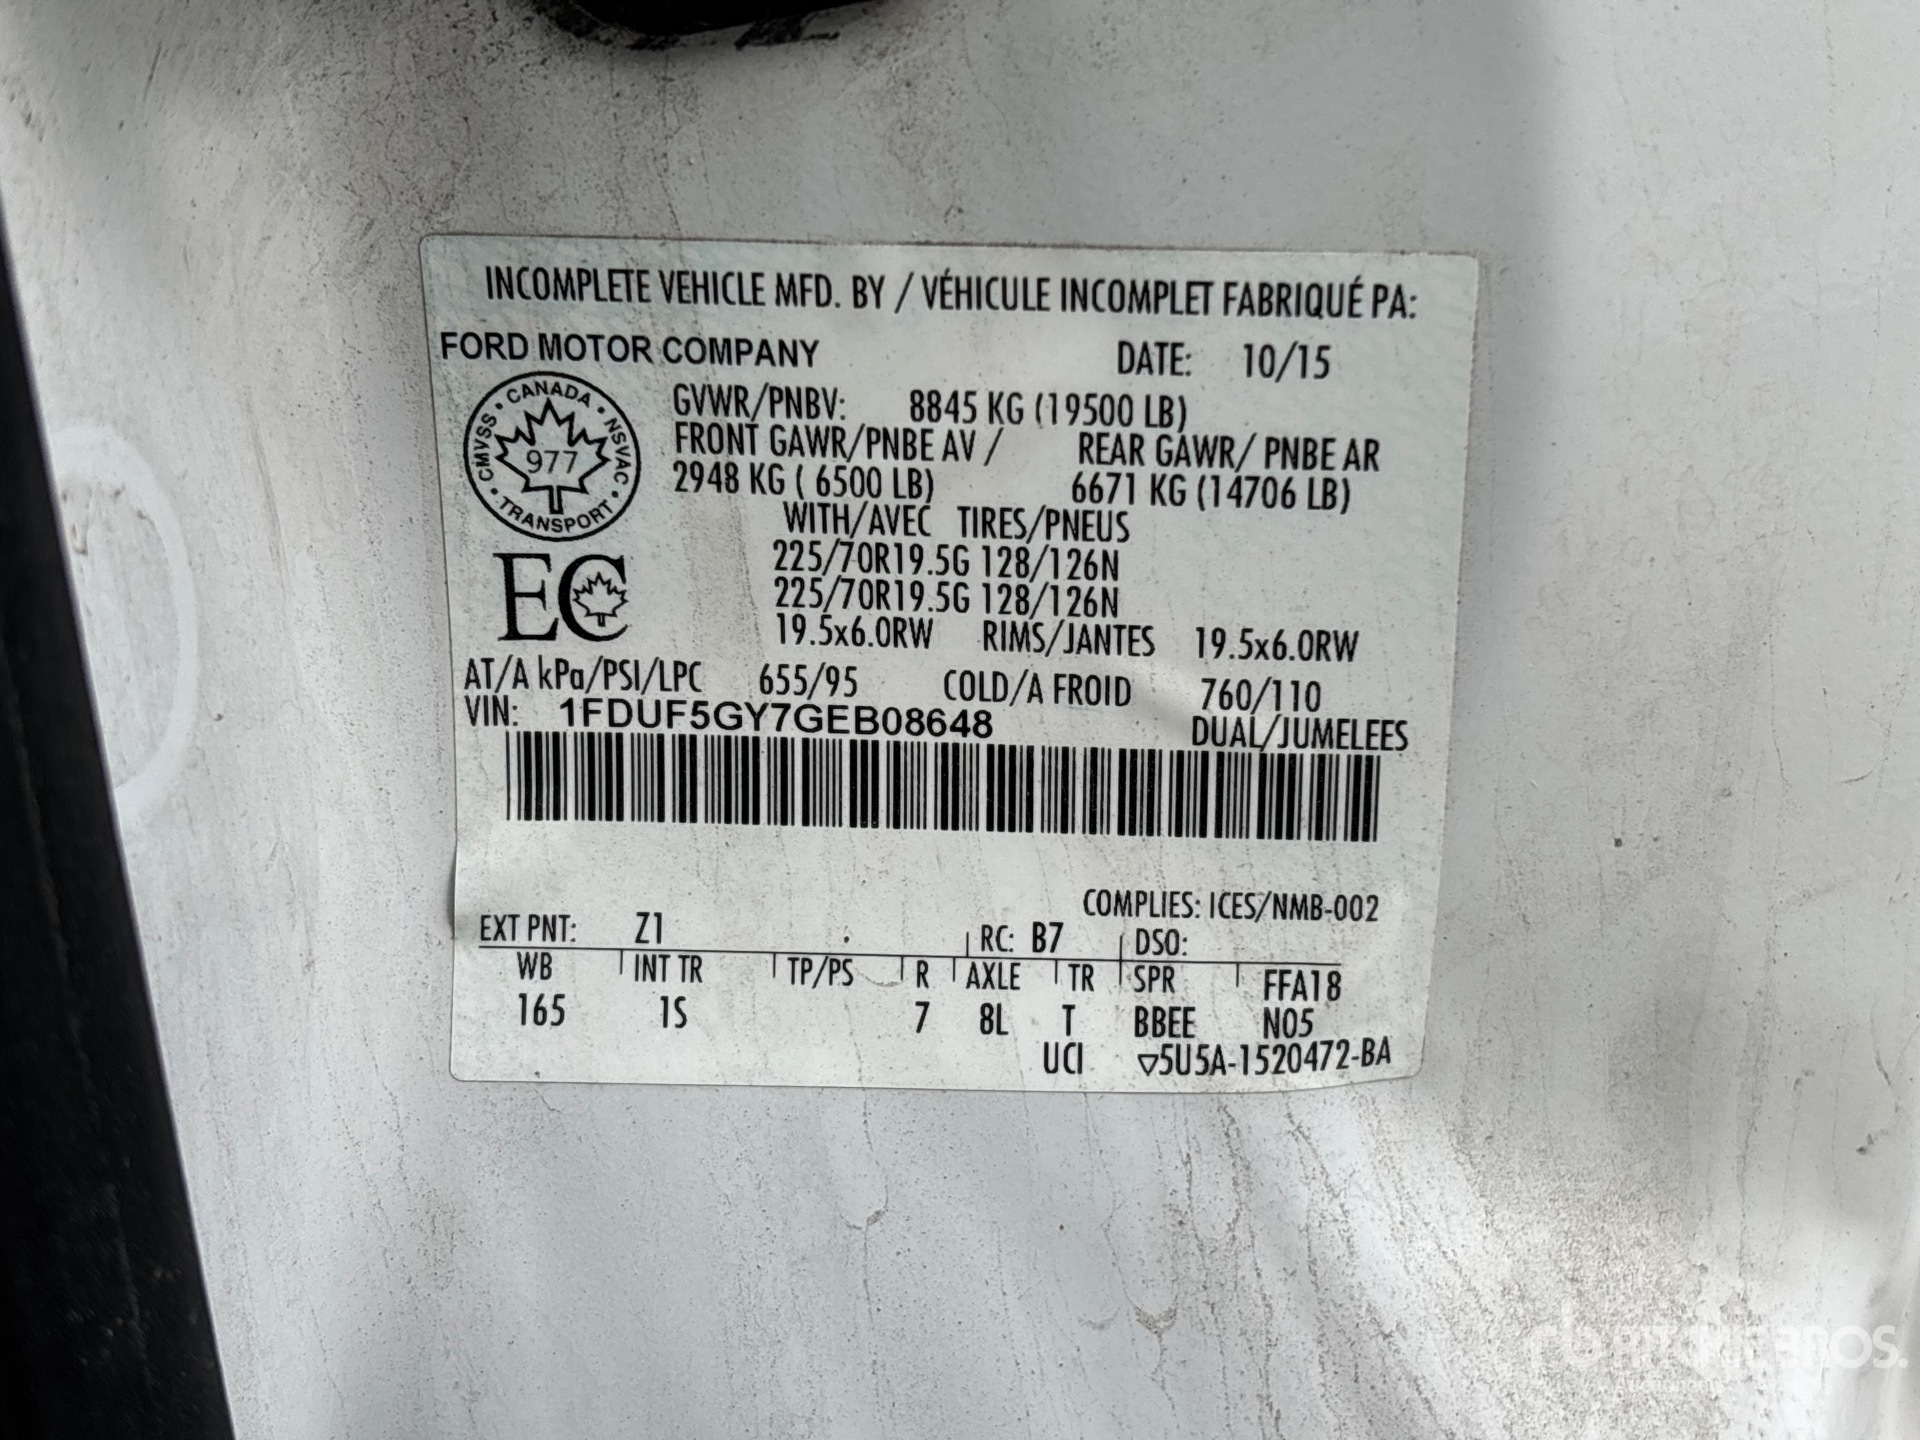 INCOMPLETE VEHICLE MFD. BY / VÉHICULE INCOMPLET FABRIQUÉ PA:
FORD MOTOR COMPANY DATE: 10/15
CANADA • NSVAC • TRANSPORT • CMVSS •
977
GVWR/PNBV: 8845 KG (19500 LB)
FRONT GAWR/PNBE AV / REAR GAWR/ PNBE AR
2948 KG ( 6500 LB) 6671 KG (14706 LB)
WITH/AVEC TIRES/PNEUS
225/70R19.5G 128/126N
225/70R19.5G 128/126N
EC
19.5x6.0RW RIMS/JANTES 19.5x6.0RW
AT/A kPa/PSI/LPC 655/95 COLD/A FROID 760/110
VIN: 1FDUF5GY7GEB08648 DUAL/JUMELEES
COMPLIES: ICES/NMB-002
EXT PNT: Z1 RC: B7 DSO:
WB INT TR TP/PS R AXLE TR SPR FFA18
165 1S 7 8L T BBEE N05
UCI ▽5U5A-1520472-BA
rb RITCHIE BROS.
Auctioneers